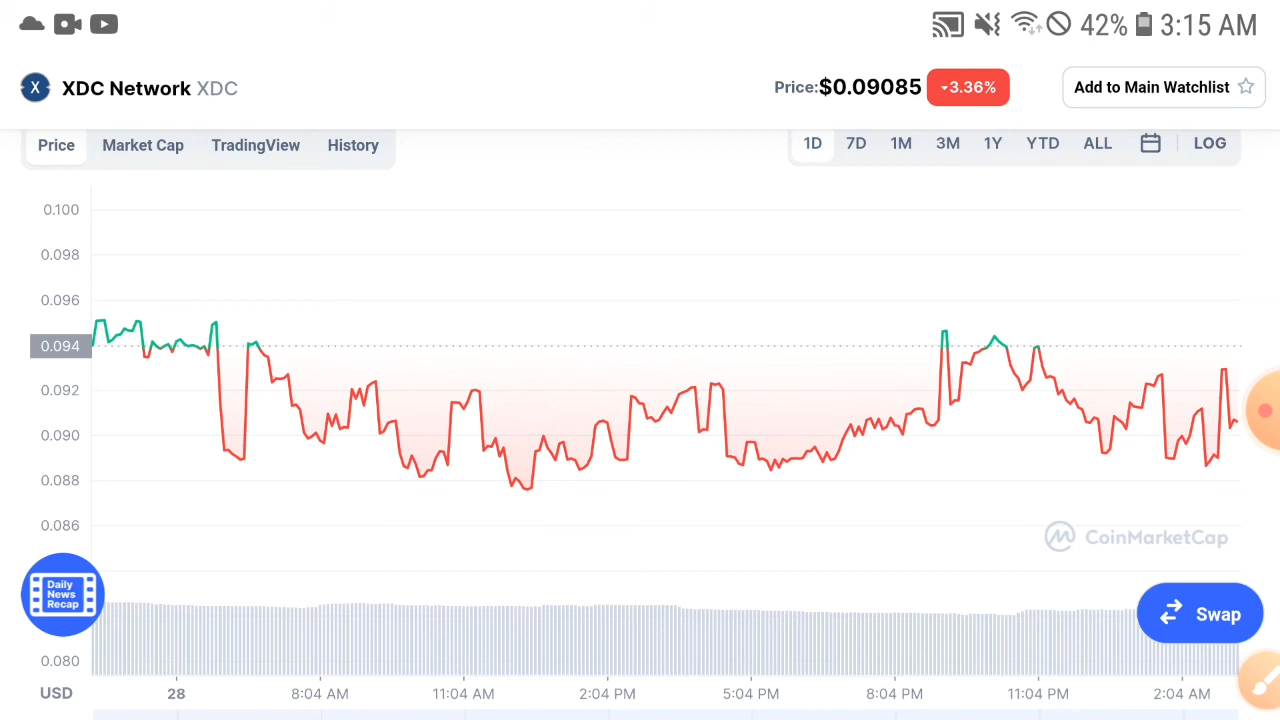 42% 3:15 AM
X XDC Network XDC Price:$0.09085 3.36% Add to Main Watchlist
Price Market Cap TradingView History 1D 7D 1M 3M 1Y YTD ALL LOG
0.100
0.098
0.096
0.094
0.092
0.090
0.088
0.086
CoinMarketCap
Daily
News
Recap
Swap
0.080
USD 28 8:04 AM 11:04 AM 2:04 PM 5:04 PM 8:04 PM 11:04 PM 2:04 AM